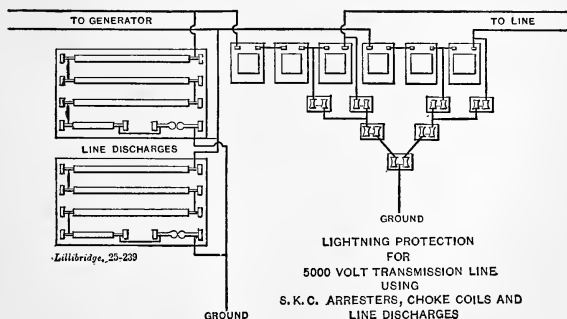 TO GENERATOR
TO LINE
LINE DISCHARGES
Lillibridge, 25-239
GROUND
GROUND
LIGHTNING PROTECTION
FOR
5000 VOLT TRANSMISSION LINE
USING
S.K.C. ARRESTERS, CHOKE COILS AND
LINE DISCHARGES